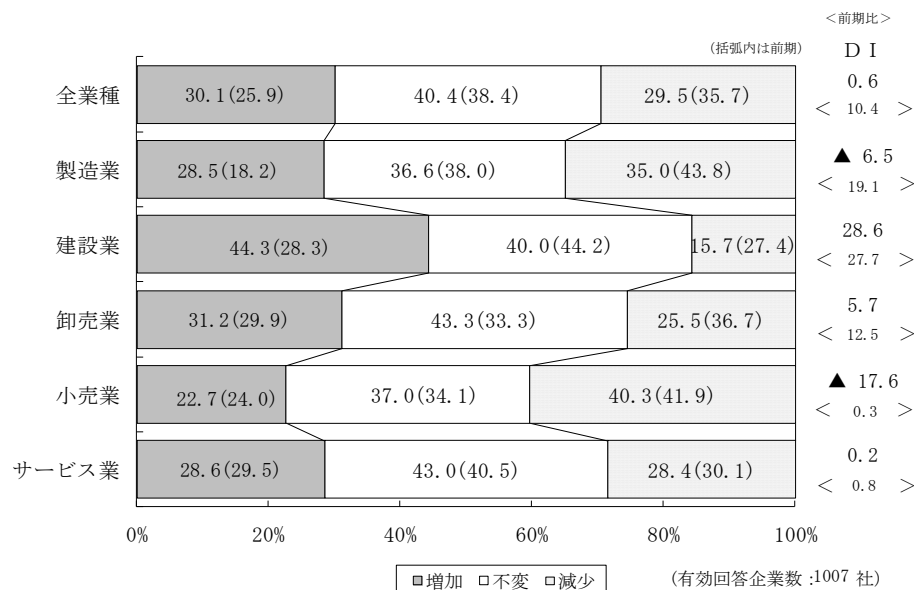 ＜前期比＞
(括弧内は前期) ＤＩ
全業種 30.1(25.9) 40.4(38.4) 29.5(35.7) 0.6
＜ 10.4 ＞
製造業 28.5(18.2) 36.6(38.0) 35.0(43.8) ▲ 6.5
＜ 19.1 ＞
建設業 44.3(28.3) 40.0(44.2) 15.7(27.4) 28.6
＜ 27.7 ＞
卸売業 31.2(29.9) 43.3(33.3) 25.5(36.7) 5.7
＜ 12.5 ＞
小売業 22.7(24.0) 37.0(34.1) 40.3(41.9) ▲ 17.6
＜ 0.3 ＞
サービス業 28.6(29.5) 43.0(40.5) 28.4(30.1) 0.2
＜ 0.8 ＞
0% 20% 40% 60% 80% 100%
増加 不変 減少 (有効回答企業数:1007 社)